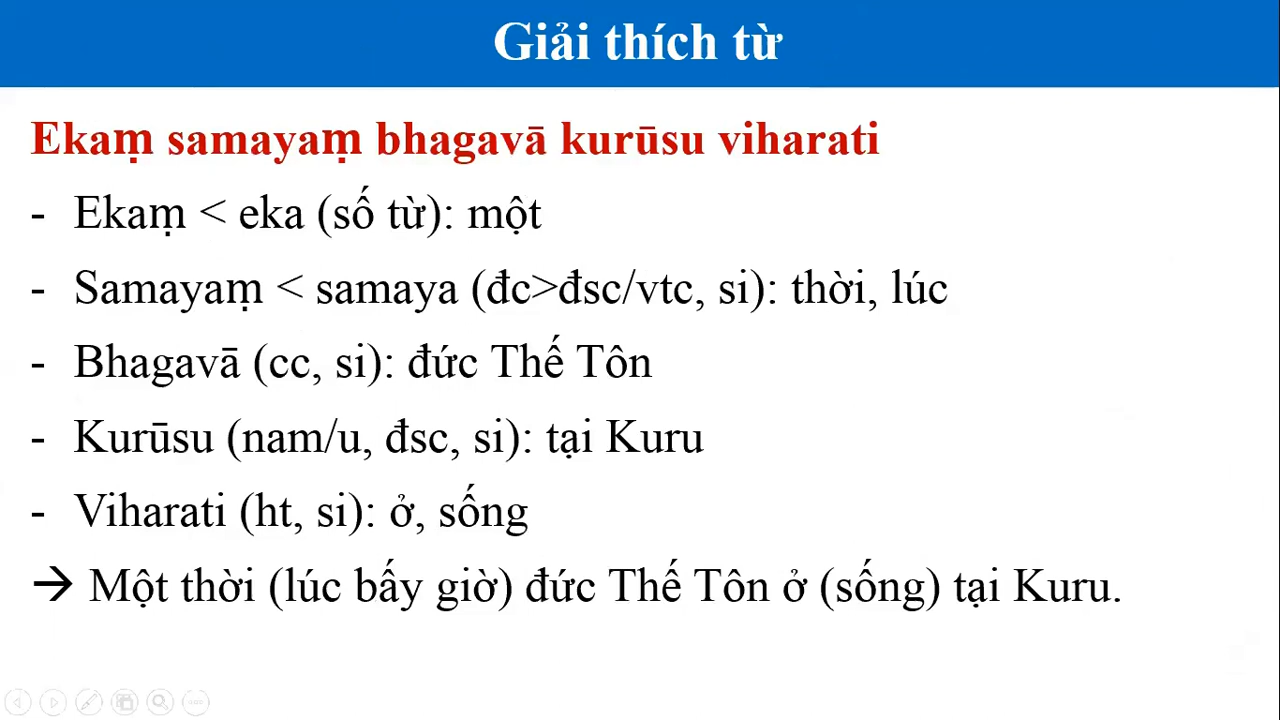 Giải thích từ
Ekaṃ samayaṃ bhagavā kurūsu viharati
- Ekaṃ < eka (số từ): một
- Samayaṃ < samaya (đc>đsc/vtc, si): thời, lúc
- Bhagavā (cc, si): đức Thế Tôn
- Kurūsu (nam/u, đsc, si): tại Kuru
- Viharati (ht, si): ở, sống
→ Một thời (lúc bấy giờ) đức Thế Tôn ở (sống) tại Kuru.